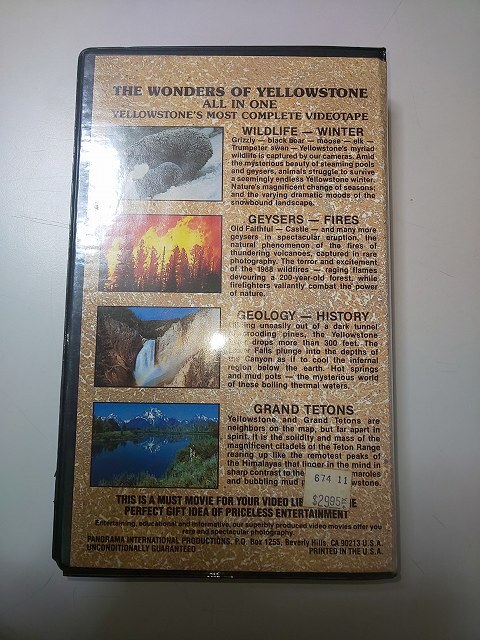 THE WONDERS OF YELLOWSTONE
ALL IN ONE
YELLOWSTONE'S MOST COMPLETE VIDEOTAPE
WILDLIFE — WINTER
Grizzly — black bear — moose — elk —
Trumpeter swan — Yellowstone's myriad
wildlife is captured by our cameras. Amid
the mysterious beauty of steaming pools
and geysers, animals struggle to survive
a seemingly endless Yellowstone winter.
Nature's magnificent change of seasons;
and the varying dramatic moods of the
snowbound landscape.
GEYSERS — FIRES
Old Faithful — Castle — and many more
geysers in spectacular eruption, the
natural phenomenon of the fires of
thundering volcanoes, captured in rare
photography. The terror and excitement
of the 1988 wildfires — raging flames
devouring a 200-year-old forest, while
firefighters valiantly combat the power
of nature.
GEOLOGY — HISTORY
uneasily out of a dark tunnel
brooding pines, the Yellowstone
drops more than 300 feet. The
Falls plunge into the depths of
the Canyon as if to cool the infernal
region below the earth. Hot springs
and mud pots — the mysterious world
of these boiling thermal waters.
GRAND TETONS
Yellowstone and Grand Tetons are
neighbors on the map, but far apart in
spirit. It is the solidity and mass of the
magnificent citadels of the Teton Range
rearing up like the remotest peaks of
the Himalayas that linger in the mind in
sharp contrast to the
and bubbling mud
674 11
$29.95
THIS IS A MUST MOVIE FOR YOUR VIDEO
PERFECT GIFT IDEA OF PRICELESS ENTERTAINMENT
Entertaining, educational and informative, our superbly produced video movies offer you
rare and spectacular photography.
PANORAMA INTERNATIONAL PRODUCTIONS, P.O. Box 1255, Beverly Hills, CA 90213 U.S.A.
UNCONDITIONALLY GUARANTEED PRINTED IN THE U.S.A.